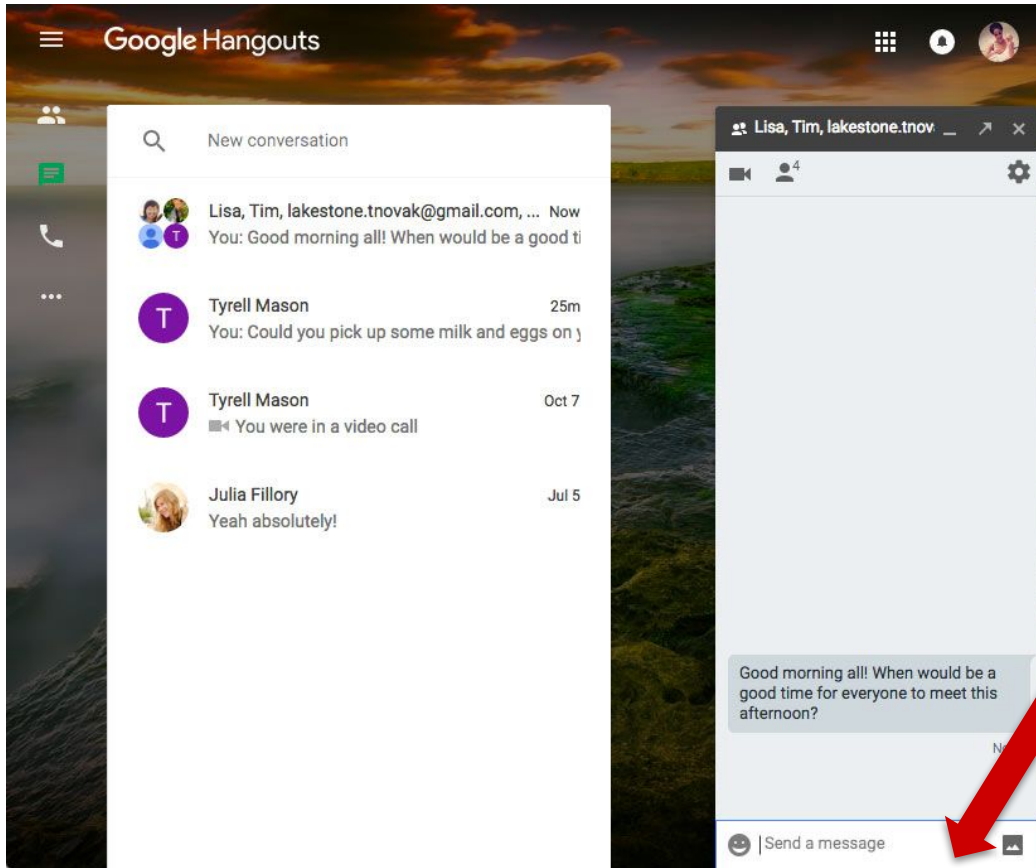 Google Hangouts
New conversation
Lisa, Tim, lakestone.tnovak@gmail.com, ... Now
You: Good morning all! When would be a good ti
T
Tyrell Mason 25m
You: Could you pick up some milk and eggs on y
T
Tyrell Mason Oct 7
You were in a video call
T
Julia Fillory Jul 5
Yeah absolutely!
Lisa, Tim, lakestone.tnov
4
Good morning all! When would be a
good time for everyone to meet this
afternoon?
Send a message